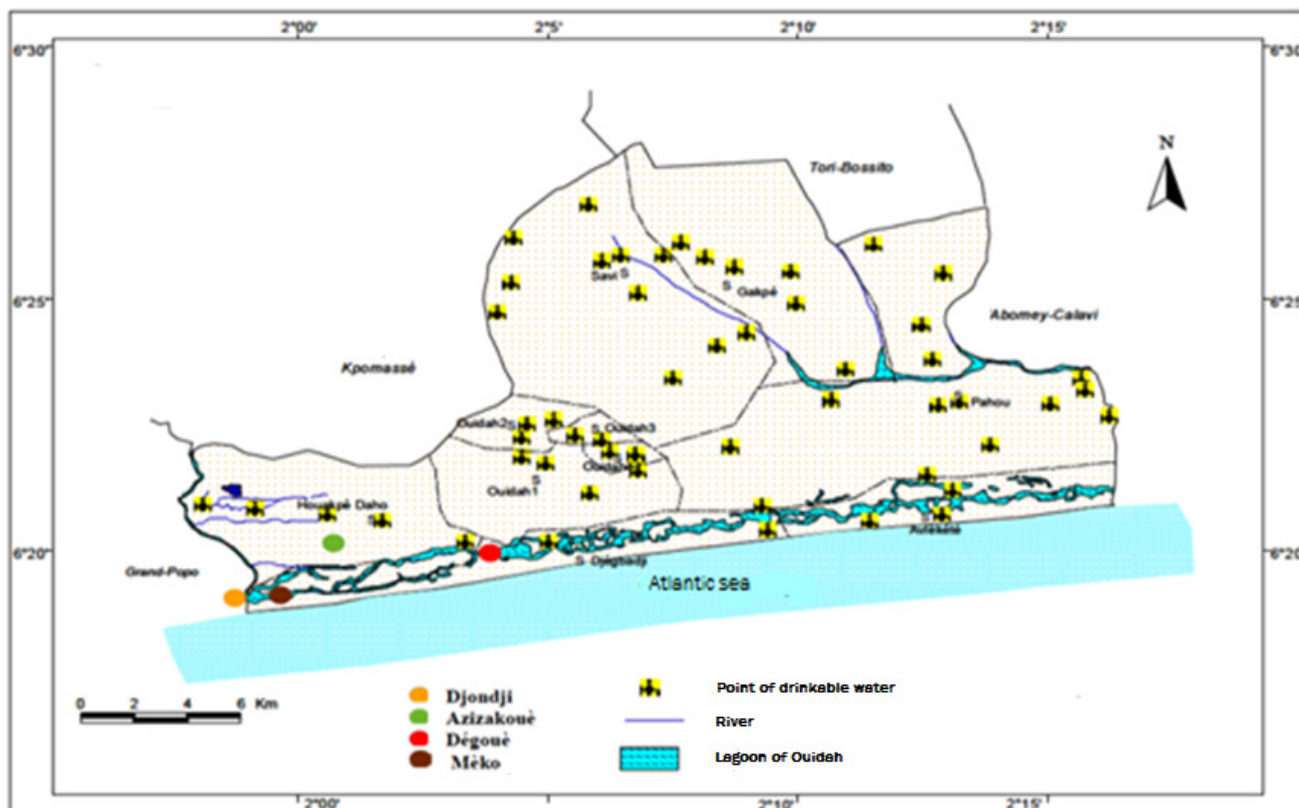 2°00' 2°5' 2°10' 2°15'
6°30' 6°30
N
Tori-Bossito
Savi S
S
Gakpé
6°25' 6°25
Abomey-Calavi
Kpomassè
S
Pahou
Ouidah2 S
S Ouidah3
S
S
Ouidah1
Houakpè Daho
S
6°20' 6°20
S
Grand-Popo
S
Atlantic sea
0 2 4 6 Km
Djondji
Azizakouè
Dégouè
Mèko
Point of drinkable water
River
Lagoon of Ouidah
2°00' 2°10' 2°15'